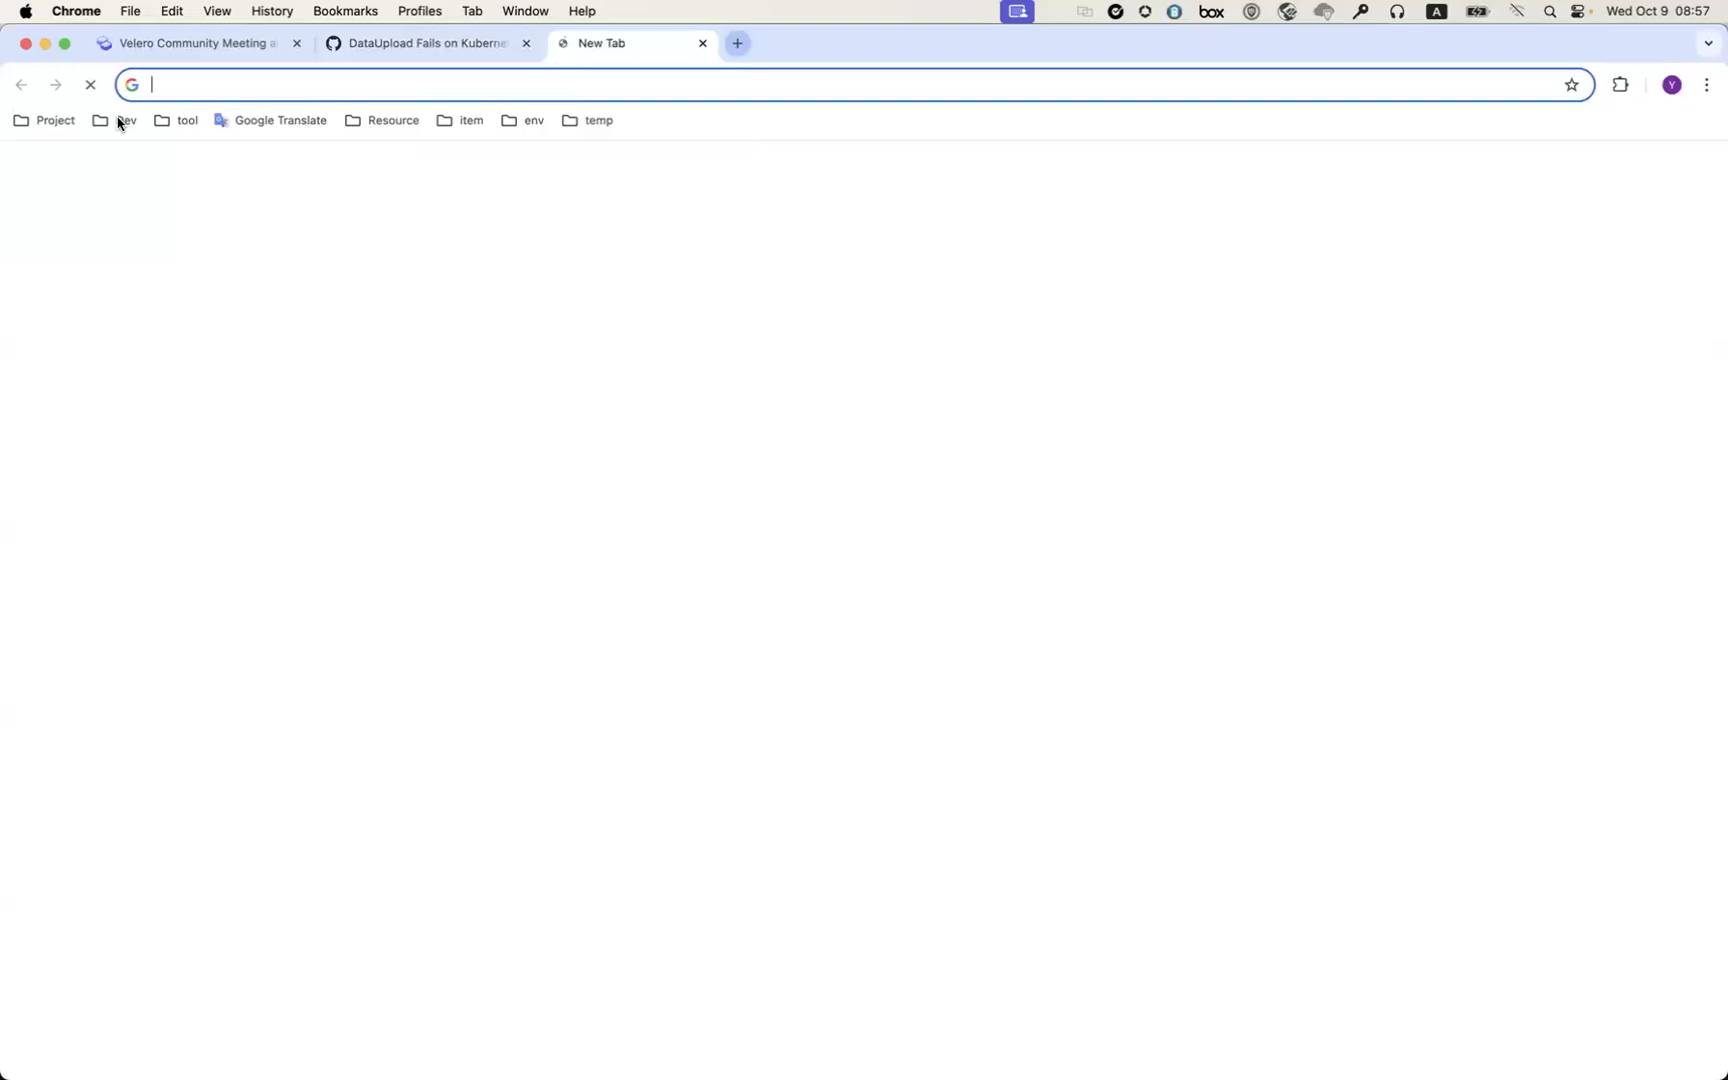 Chrome File Edit View History Bookmarks Profiles Tab Window Help box A Wed Oct 9 08:57
Velero Community Meeting a DataUpload Fails on Kuberne New Tab
Project tool Google Translate Resource item env temp
Y